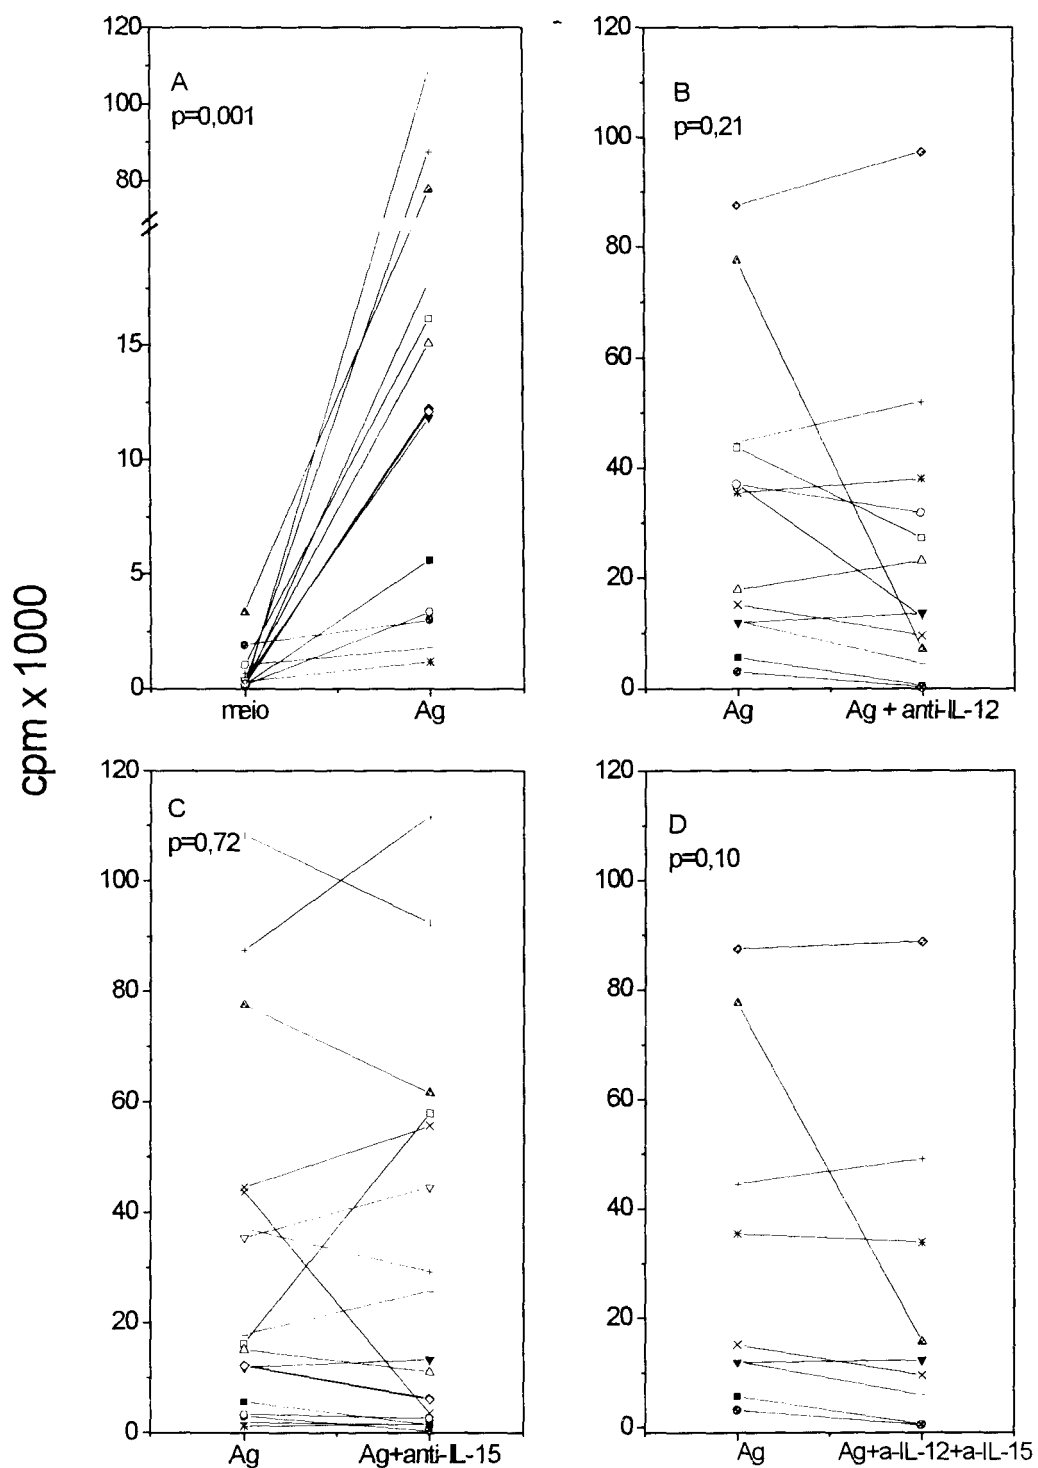 cpm x 1000
120
100
80
15
10
5
0
A
p=0,001
meio Ag
120
100
80
60
40
20
0
B
p=0,21
Ag Ag + anti-IL-12
120
100
80
60
40
20
0
C
p=0,72
Ag Ag+anti-IL-15
120
100
80
60
40
20
0
D
p=0,10
Ag Ag+a-IL-12+a-IL-15